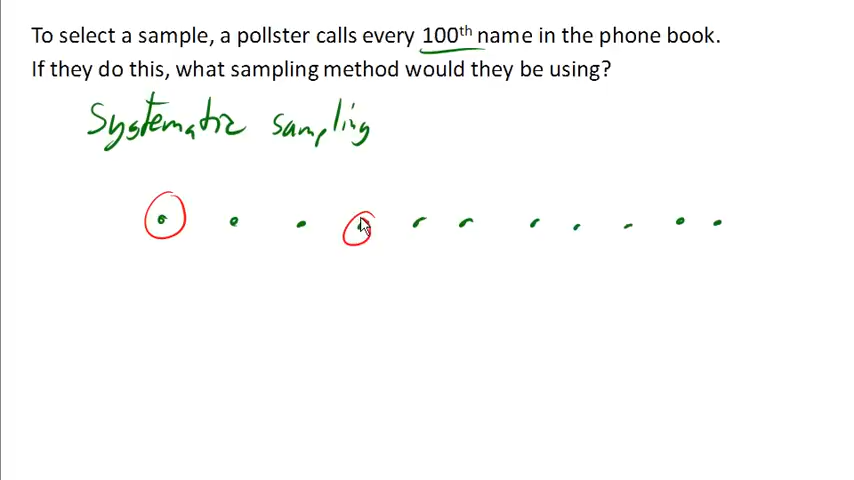 To select a sample, a pollster calls every 100th name in the phone book.
If they do this, what sampling method would they be using?
Systematic sampling